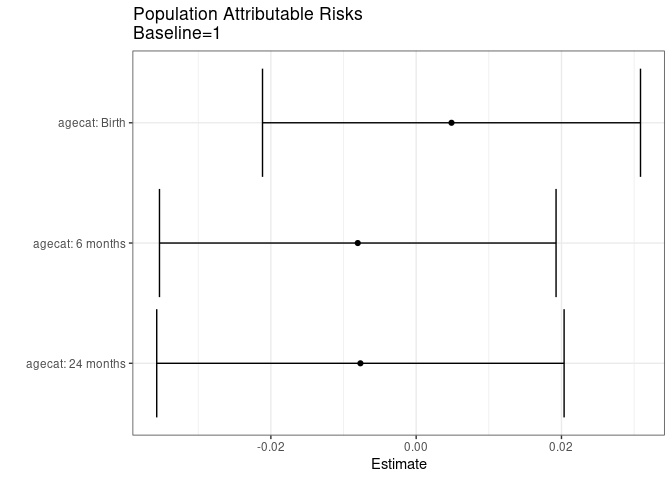 Population Attributable Risks
Baseline=1
agecat: Birth
agecat: 6 months
agecat: 24 months
-0.02 0.00 0.02
Estimate